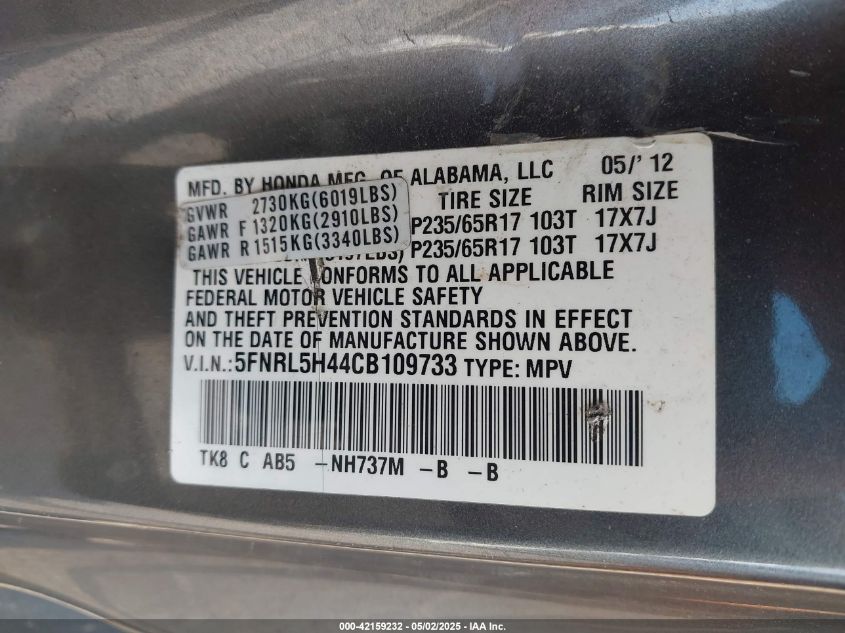 MFD. BY HONDA MFG. OF ALABAMA, LLC 05/'12
TIRE SIZE RIM SIZE
GVWR 2730KG(6019LBS)
GAWR F 1320KG(2910LBS) P235/65R17 103T 17X7J
GAWR R 1515KG(3340LBS) P235/65R17 103T 17X7J
THIS VEHICLE CONFORMS TO ALL APPLICABLE
FEDERAL MOTOR VEHICLE SAFETY
AND THEFT PREVENTION STANDARDS IN EFFECT
ON THE DATE OF MANUFACTURE SHOWN ABOVE.
V.I.N.:5FNRL5H44CB109733 TYPE: MPV
TK8 C AB5 -NH737M -B -B
000-42159232 - 05/02/2025 - IAA Inc.